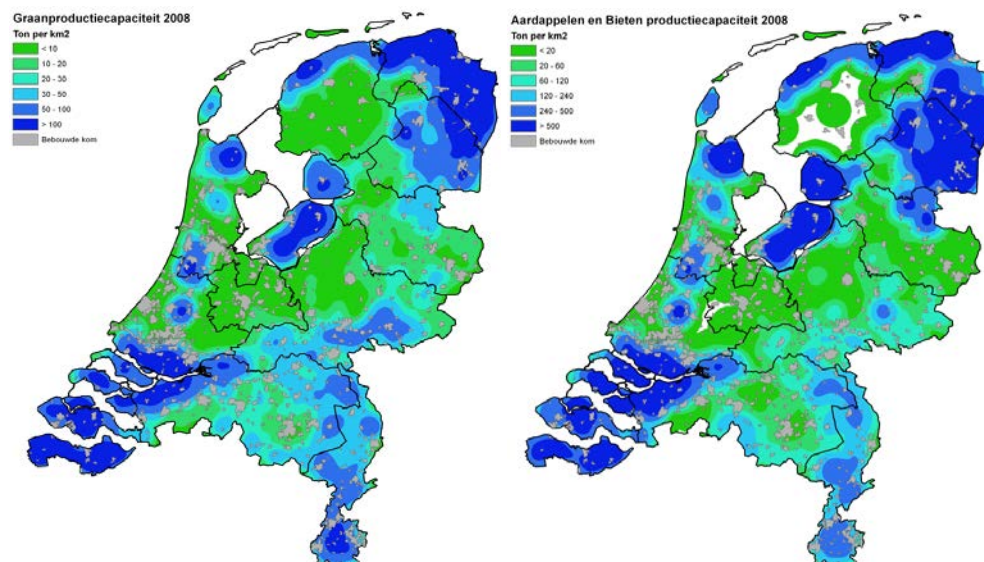 Graanproductiecapaciteit 2008
Ton per km2
< 10
10 - 20
20 - 30
30 - 50
50 - 100
> 100
Bebouwde kom
Aardappelen en Bieten productiecapaciteit 2008
Ton per km2
< 20
20 - 60
60 - 120
120 - 240
240 - 500
> 500
Bebouwde kom